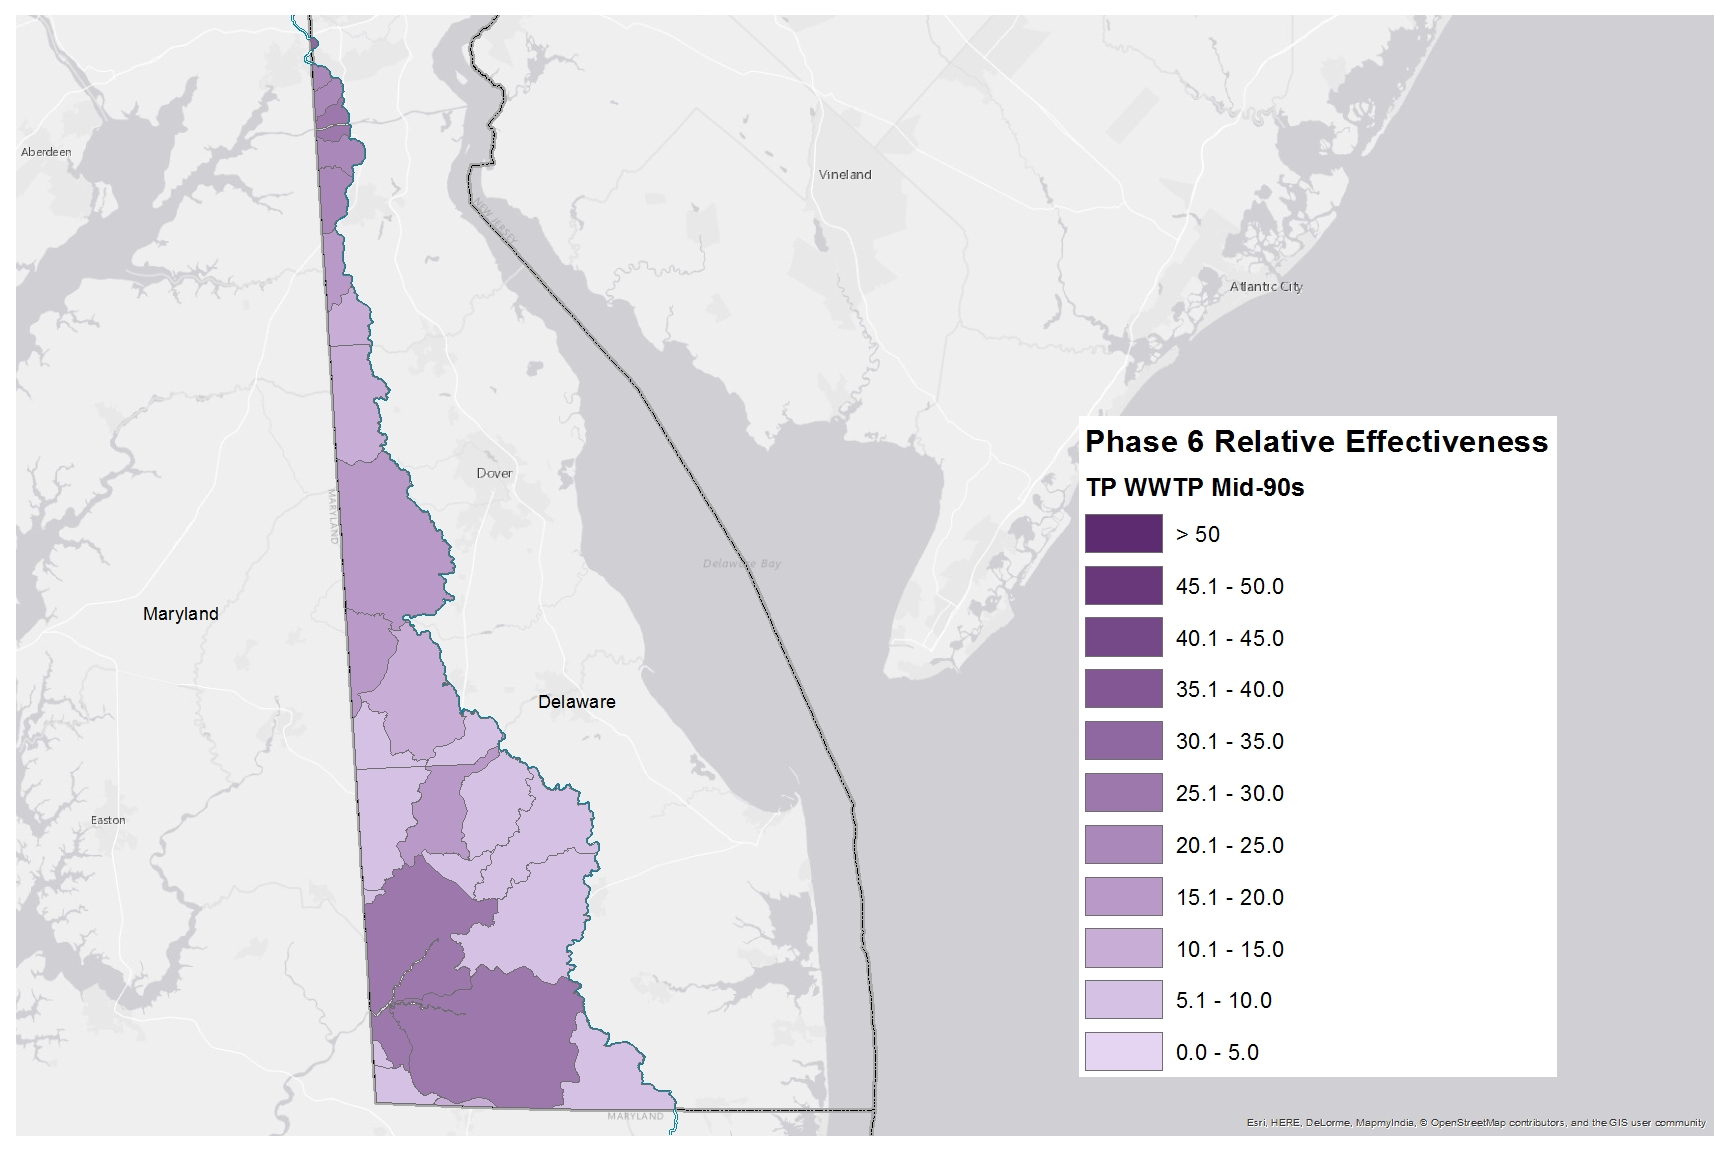 Aberdeen
Vineland
NEW JERSEY
Atlantic City
Phase 6 Relative Effectiveness
TP WWTP Mid-90s
Dover
MARYLAND
> 50
Delaware Bay
45.1 - 50.0
Maryland
40.1 - 45.0
Delaware
35.1 - 40.0
30.1 - 35.0
25.1 - 30.0
Easton
20.1 - 25.0
15.1 - 20.0
10.1 - 15.0
5.1 - 10.0
0.0 - 5.0
MARYLAND
Esri, HERE, DeLorme, MapmyIndia, © OpenStreetMap contributors, and the GIS user community